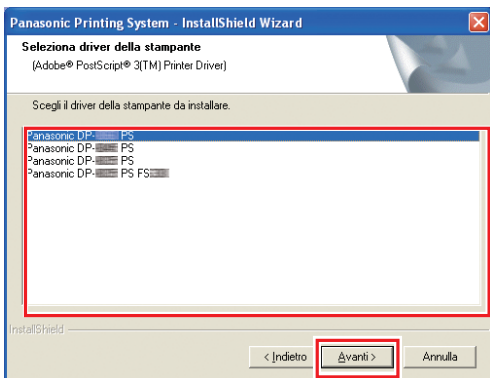 Panasonic Printing System - InstallShield Wizard
Seleziona driver della stampante
(Adobe® PostScript® 3(TM) Printer Driver)
Scegli il driver della stampante da installare.
Panasonic DP- PS
Panasonic DP- PS
Panasonic DP- PS
Panasonic DP- PS FS
InstallShield
< Indietro Avanti > Annulla